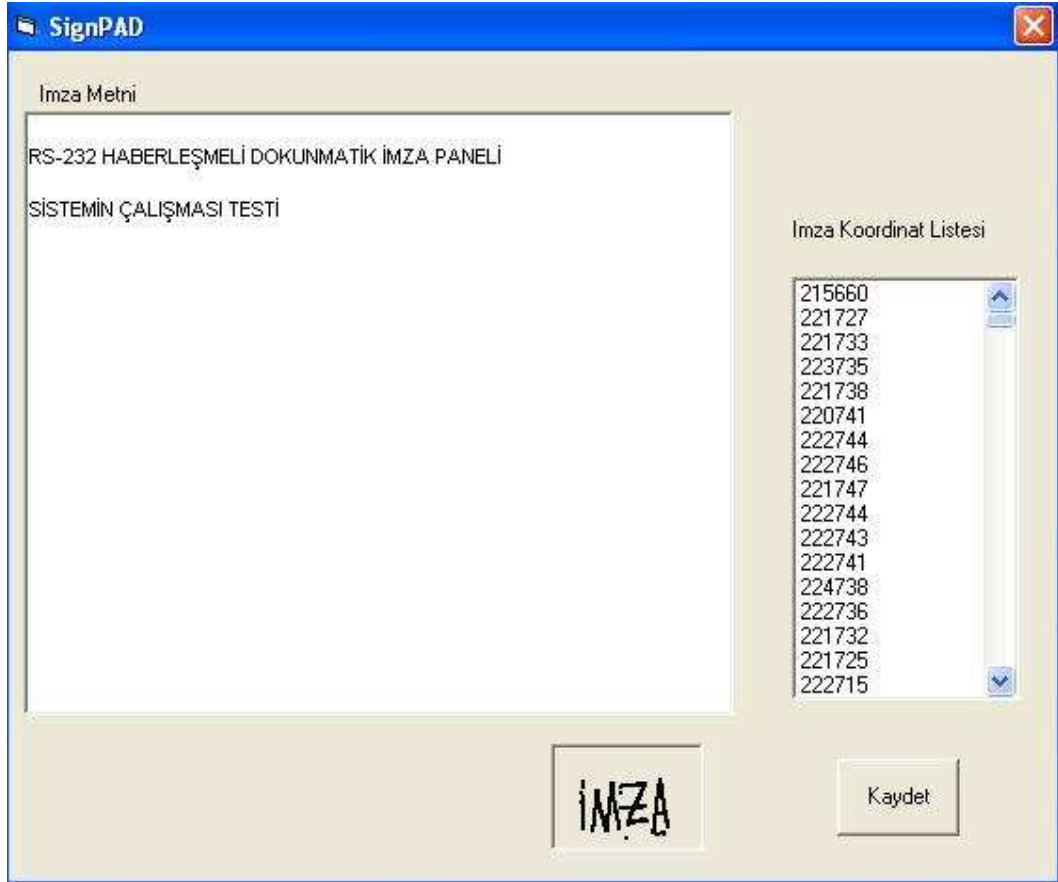 SignPAD
Imza Metni
RS-232 HABERLEŞMELİ DOKUNMATİK İMZA PANELİ
SİSTEMİN ÇALIŞMASI TESTİ
Imza Koordinat Listesi
215660
221727
221733
223735
221738
220741
222744
222746
221747
222744
222743
222741
224738
222736
221732
221725
222715
İMZA
Kaydet